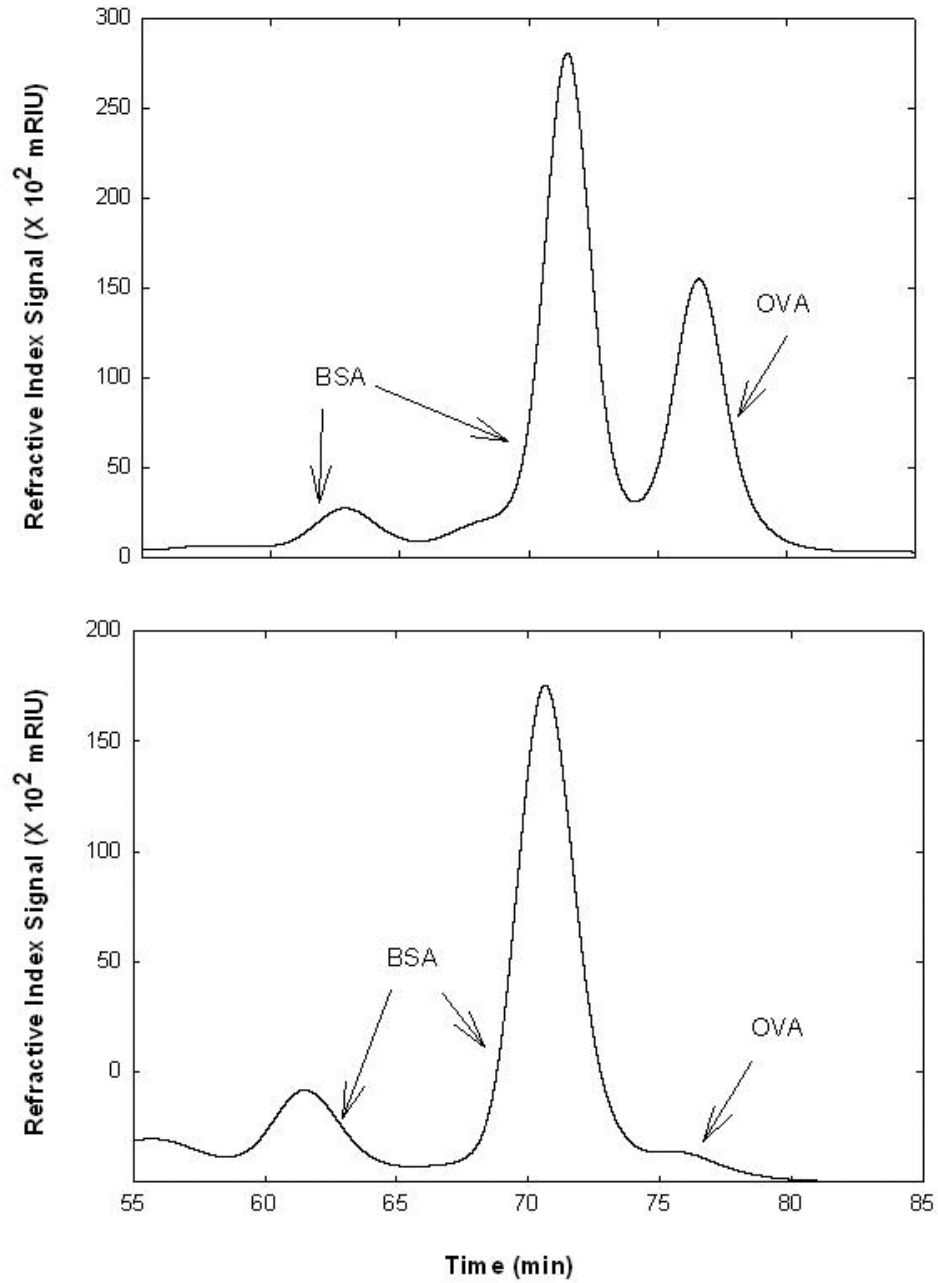 300
250
200
150
100
50
0
Refractive Index Signal (X 10² mRIU)
BSA
OVA
200
150
100
50
0
Refractive Index Signal (X 10² mRIU)
BSA
OVA
55 60 65 70 75 80 85
Time (min)